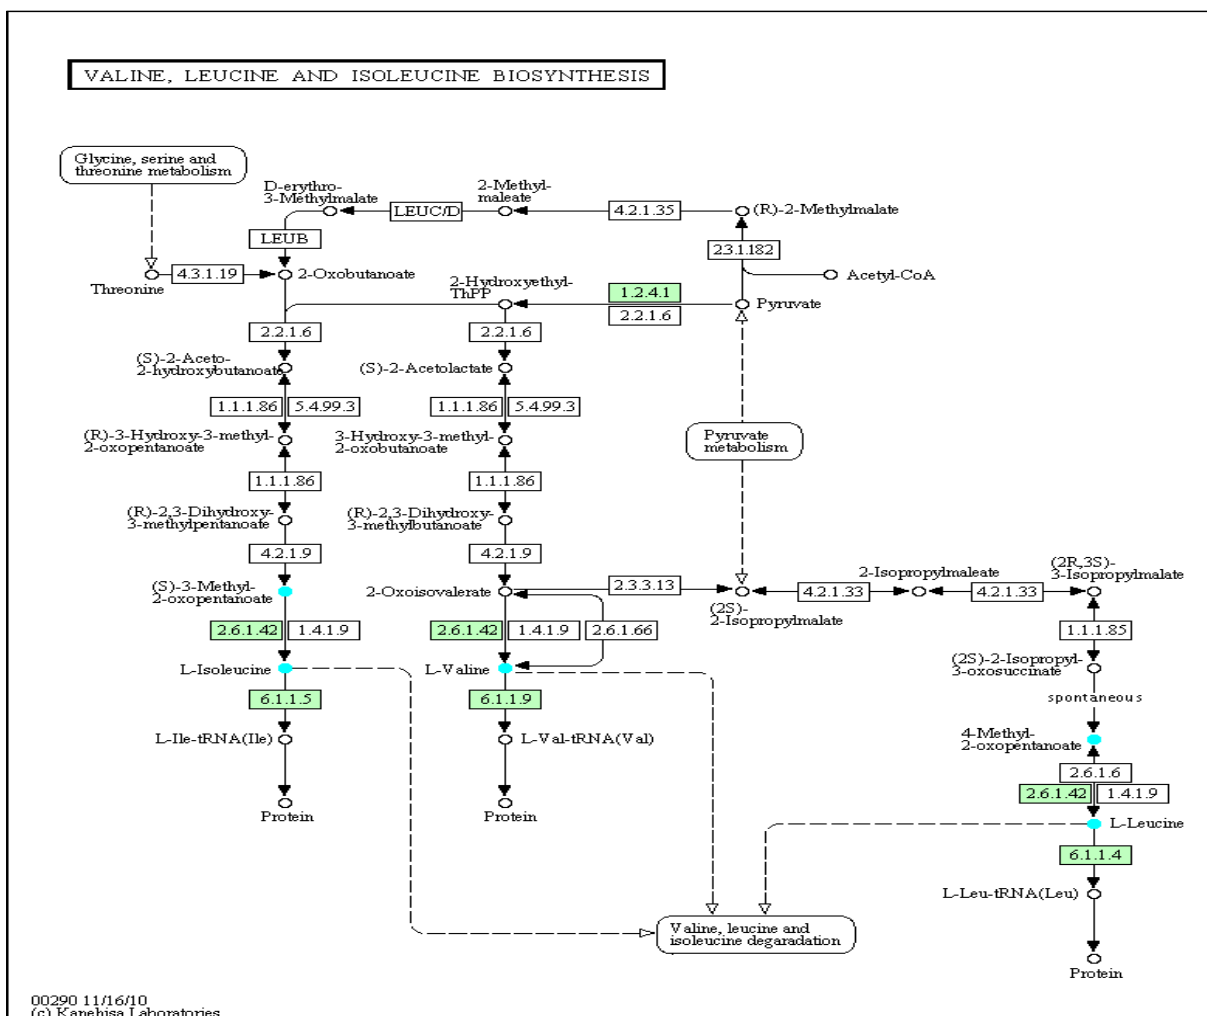 VALINE, LEUCINE AND ISOLEUCINE BIOSYNTHESIS
Glycine, serine and
threonine metabolism
D-erythro-
3-Methylmalate
LEUC/D
2-Methyl-
maleate
4.2.1.35
(R)-2-Methylmalate
LEUB
2.3.1.182
Threonine
4.3.1.19
2-Oxobutanoate
Acetyl-CoA
2-Hydroxyethyl-
ThPP
1.2.4.1
2.2.1.6
Pyruvate
2.2.1.6
2.2.1.6
(S)-2-Aceto-
2-hydroxybutanoate
(S)-2-Acetolactate
1.1.1.86
5.4.99.3
1.1.1.86
5.4.99.3
(R)-3-Hydroxy-3-methyl-
2-oxopentanoate
3-Hydroxy-3-methyl-
2-oxobutanoate
Pyruvate
metabolism
1.1.1.86
1.1.1.86
(R)-2,3-Dihydroxy-
3-methylpentanoate
(R)-2,3-Dihydroxy-
3-methylbutanoate
4.2.1.9
4.2.1.9
(S)-3-Methyl-
2-oxopentanoate
2-Oxoisovalerate
2.3.3.13
(2S)-
2-Isopropylmalate
4.2.1.33
2-Isopropylmaleate
4.2.1.33
(2R,3S)-
3-Isopropylmalate
2.6.1.42
1.4.1.9
2.6.1.42
1.4.1.9
2.6.1.66
1.1.1.85
L-Isoleucine
L-Valine
(2S)-2-Isopropyl-
3-oxosuccinate
6.1.1.5
6.1.1.9
spontaneous
L-Ile-tRNA(Ile)
L-Val-tRNA(Val)
4-Methyl-
2-oxopentanoate
2.6.1.6
2.6.1.42
1.4.1.9
Protein
Protein
L-Leucine
6.1.1.4
L-Leu-tRNA(Leu)
Valine, leucine and
isoleucine degaradation
Protein
00290 11/16/10
(c) Kanehisa Laboratories